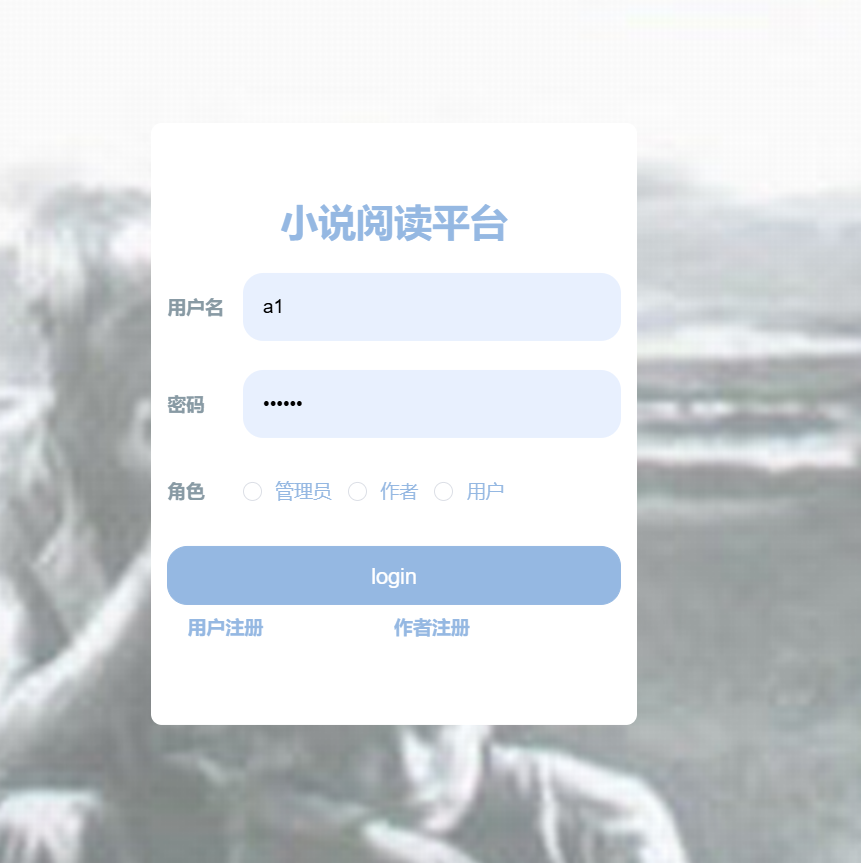 小说阅读平台
用户名 a1
密码 ••••••
角色 管理员 作者 用户
login
用户注册 作者注册